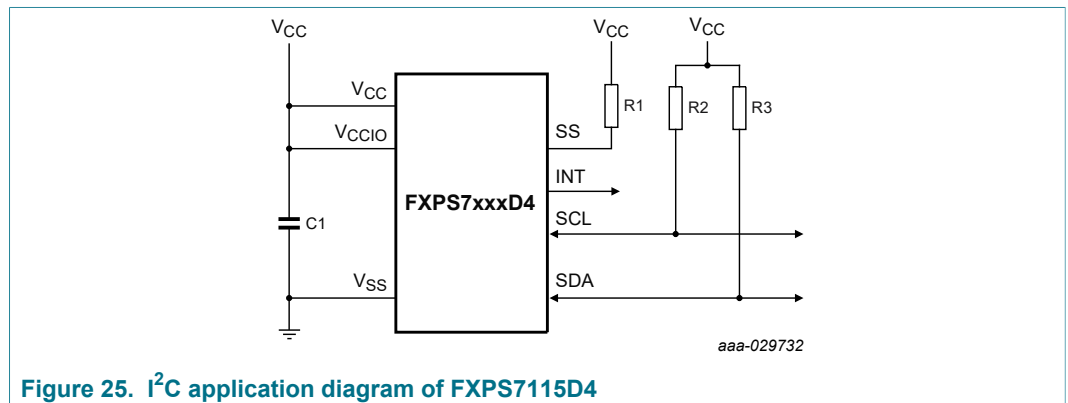 VCC
VCC
VCC
VCC
VCCIO
C1
VSS
FXPS7xxxD4
SS
INT
SCL
SDA
R1
R2
R3
aaa-029732
Figure 25. I²C application diagram of FXPS7115D4